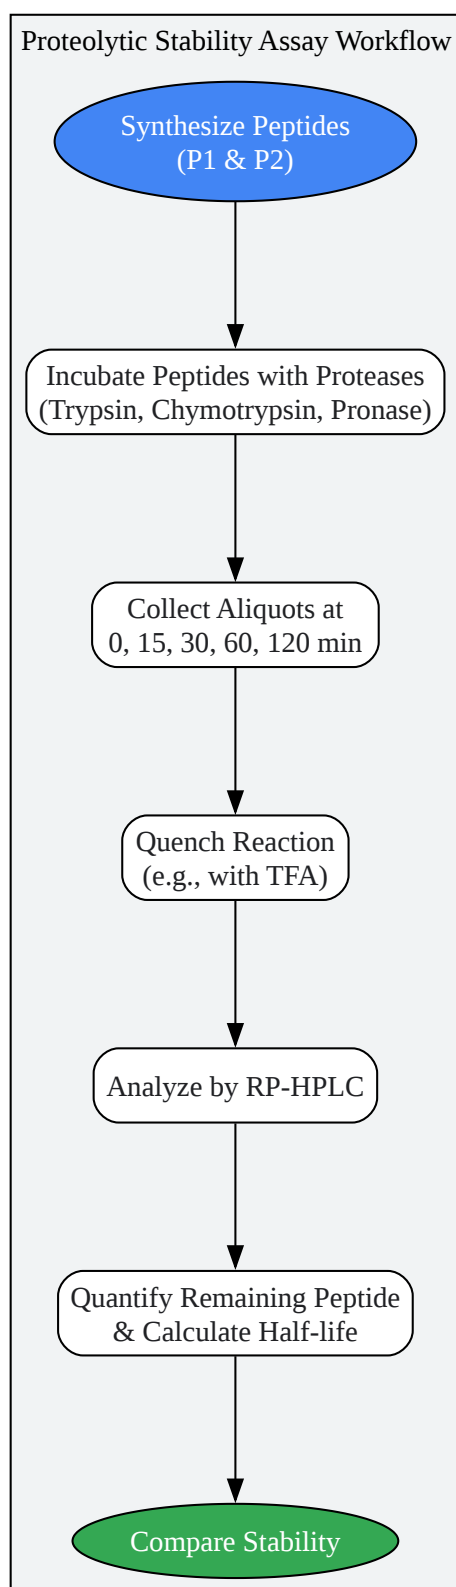 Proteolytic Stability Assay Workflow
Synthesize Peptides
(P1 & P2)
Incubate Peptides with Proteases
(Trypsin, Chymotrypsin, Pronase)
Collect Aliquots at
0, 15, 30, 60, 120 min
Quench Reaction
(e.g., with TFA)
Analyze by RP-HPLC
Quantify Remaining Peptide
& Calculate Half-life
Compare Stability